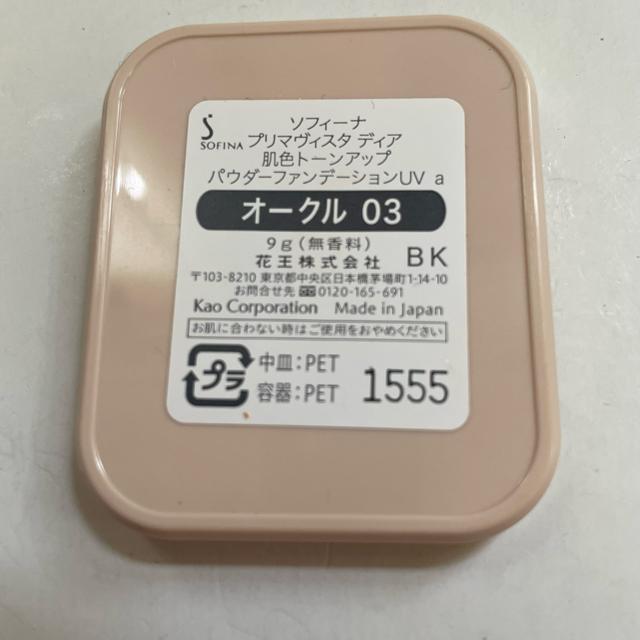 SOFINA
ソフィーナ
プリマヴィスタ ディア
肌色トーンアップ
パウダーファンデーションUV a
オークル 03
9g(無香料) BK
花王株式会社
〒103-8210 東京都中央区日本橋茅場町1-14-10
お問合せ先 0120-165-691
Kao Corporation Made in Japan
お肌に合わない時はご使用をおやめください
プラ
中皿:PET
容器:PET
1555